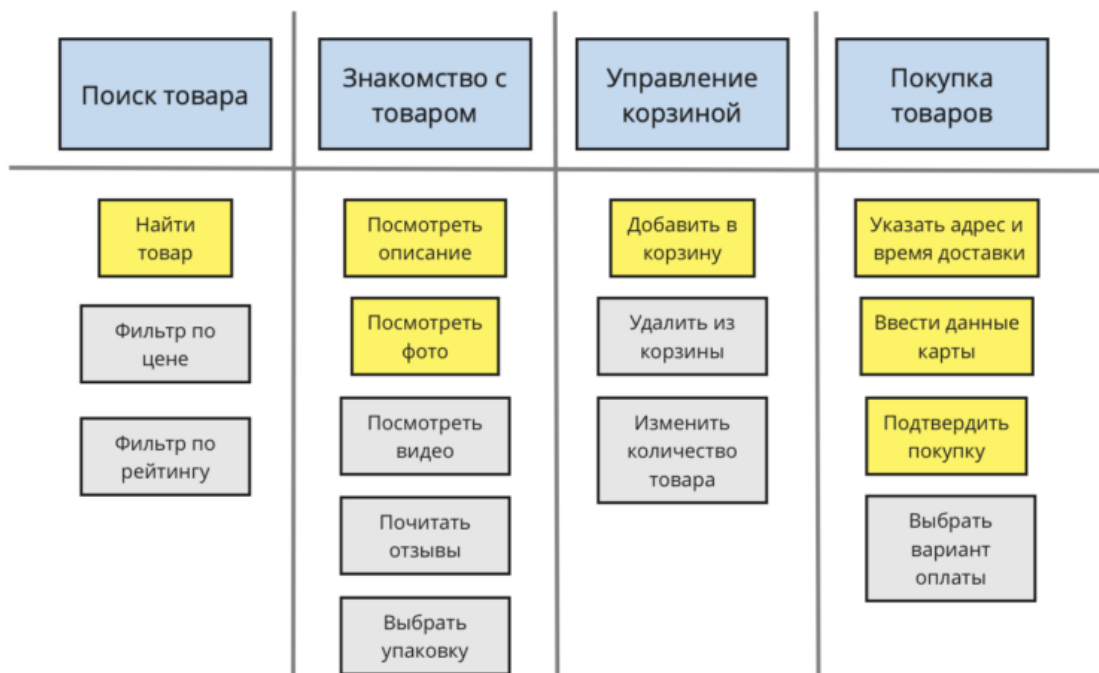 Поиск товара
Знакомство с
товаром
Управление
корзиной
Покупка
товаров
Найти
товар
Фильтр по
цене
Фильтр по
рейтингу
Посмотреть
описание
Посмотреть
фото
Посмотреть
видео
Почитать
отзывы
Выбрать
упаковку
Добавить в
корзину
Удалить из
корзины
Изменить
количество
товара
Указать адрес и
время доставки
Ввести данные
карты
Подтвердить
покупку
Выбрать
вариант
оплаты